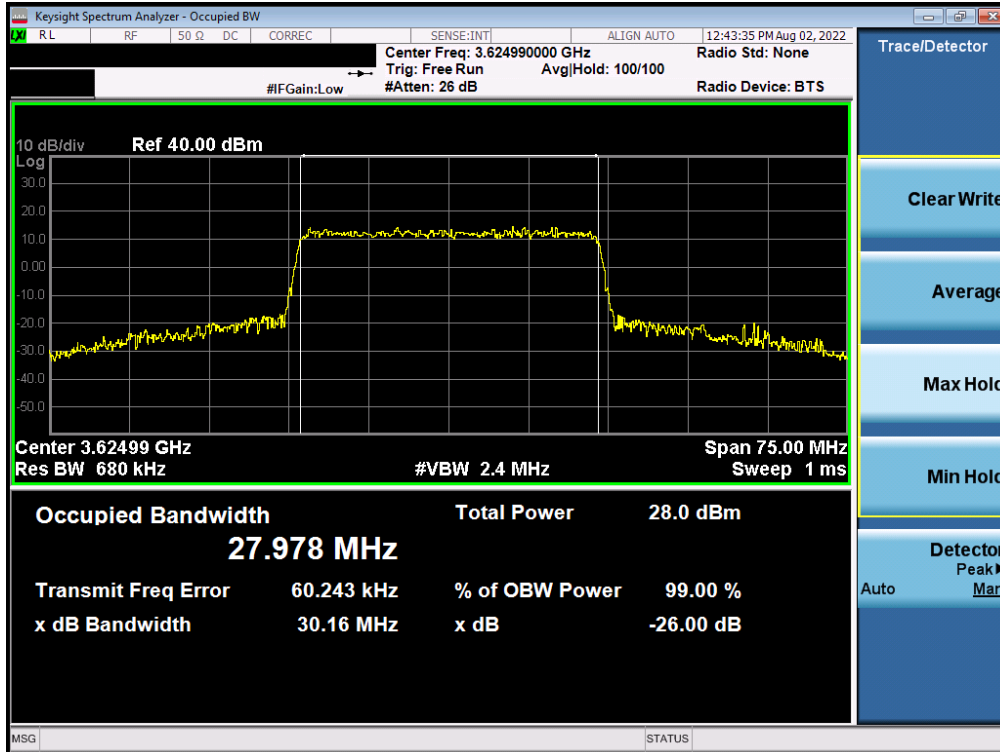 Keysight Spectrum Analyzer - Occupied BW
LXI RL RF 50 Ω DC CORREC SENSE:INT ALIGN AUTO 12:43:35 PM Aug 02, 2022
Center Freq: 3.624990000 GHz Radio Std: None
Trig: Free Run Avg|Hold: 100/100
#IFGain:Low #Atten: 26 dB Radio Device: BTS
10 dB/div Ref 40.00 dBm
Log
30.0
20.0
10.0
0.00
-10.0
-20.0
-30.0
-40.0
-50.0
Center 3.62499 GHz Span 75.00 MHz
Res BW 680 kHz #VBW 2.4 MHz Sweep 1 ms
Occupied Bandwidth Total Power 28.0 dBm
27.978 MHz
Transmit Freq Error 60.243 kHz % of OBW Power 99.00 %
x dB Bandwidth 30.16 MHz x dB -26.00 dB
MSG STATUS
Trace/Detector
Clear Write
Average
Max Hold
Min Hold
Detector
Peak▶
Auto Man